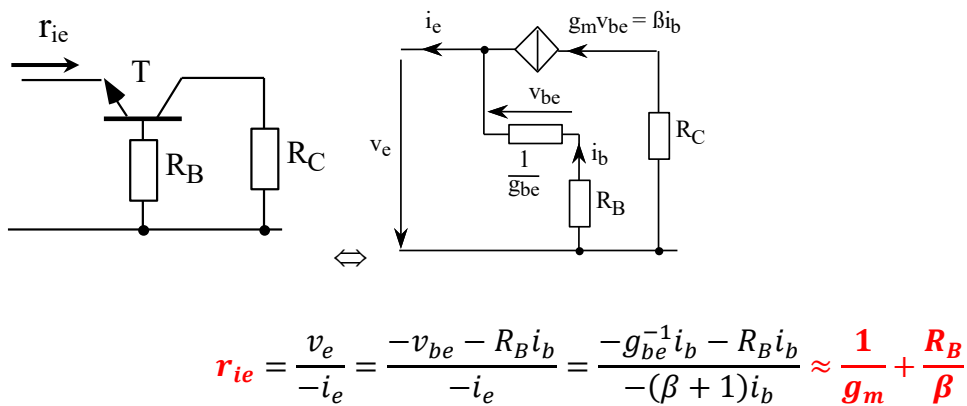 r_ie
T
R_B
R_C
⇔
i_e
g_m v_be = ßi_b
v_be
v_e
1/g_be
i_b
R_B
R_C
r_ie = v_e/(-i_e) = (-v_be - R_B i_b)/(-i_e) = (-g_be^-1 i_b - R_B i_b)/(-(β + 1)i_b) ≈ 1/g_m + R_B/β